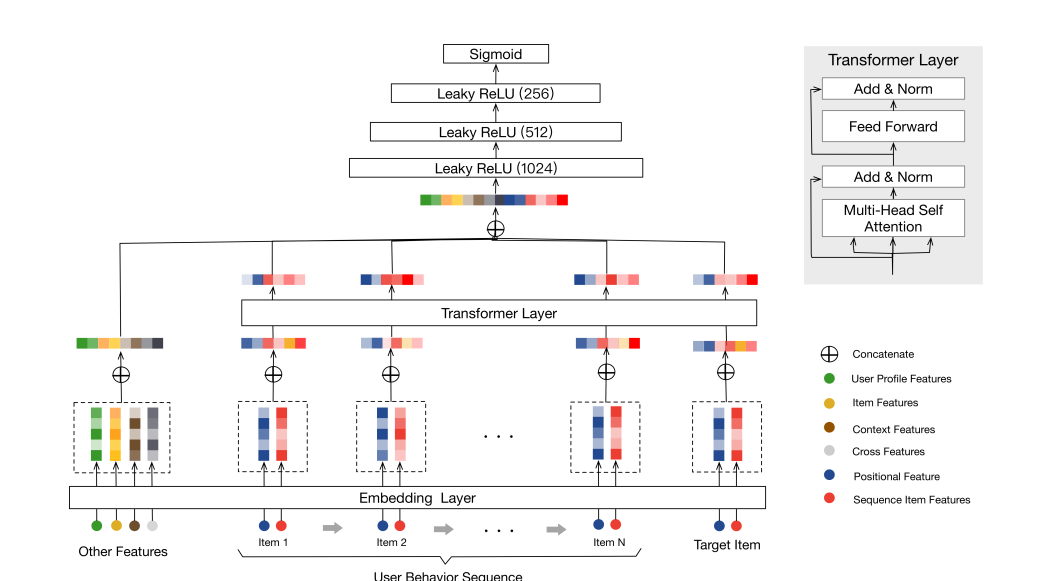 Sigmoid
Leaky ReLU (256)
Leaky ReLU (512)
Leaky ReLU (1024)
Transformer Layer
Embedding Layer
. . .
Other Features
Item 1
Item 2
. . .
Item N
Target Item
User Behavior Sequence
Transformer Layer
Add & Norm
Feed Forward
Add & Norm
Multi-Head Self
Attention
Concatenate
User Profile Features
Item Features
Context Features
Cross Features
Positional Feature
Sequence Item Features